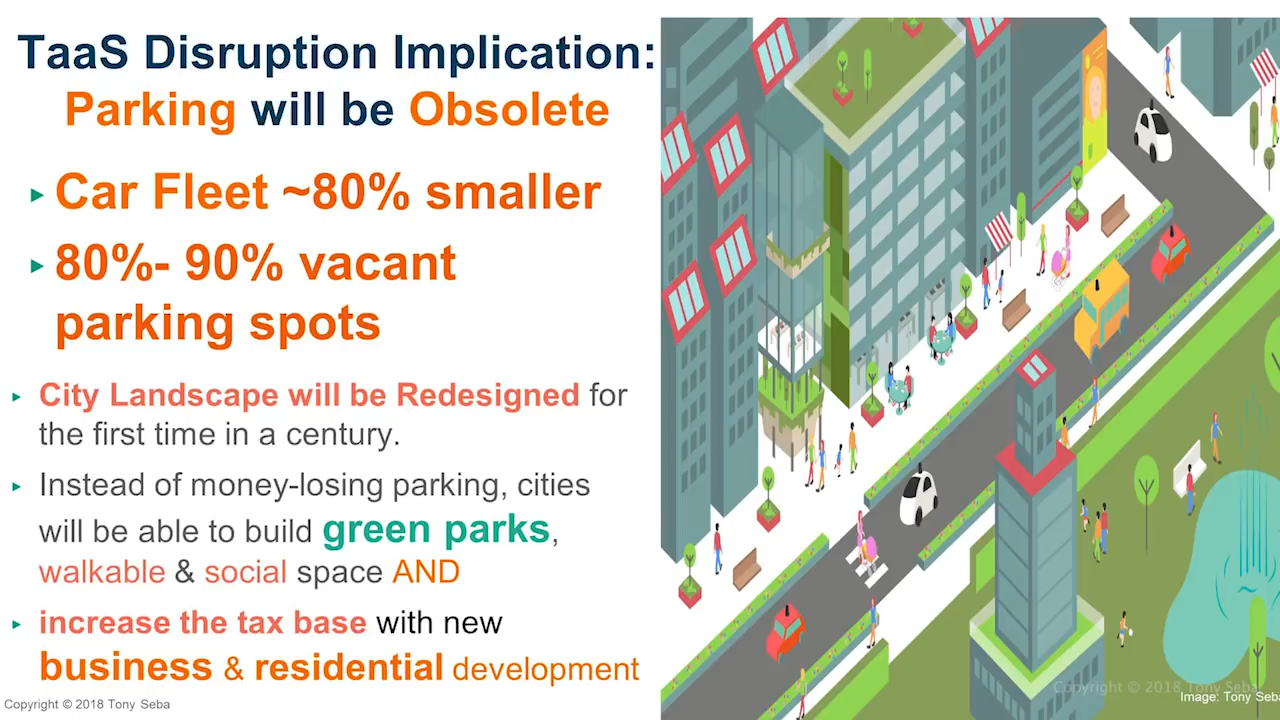 TaaS Disruption Implication:
Parking will be Obsolete
Car Fleet ~80% smaller
80%- 90% vacant
parking spots
City Landscape will be Redesigned for
the first time in a century.
Instead of money-losing parking, cities
will be able to build green parks,
walkable & social space AND
increase the tax base with new
business & residential development
Copyright © 2018 Tony Seba
Copyright © 2018 Tony Seba
Image: Tony Seba